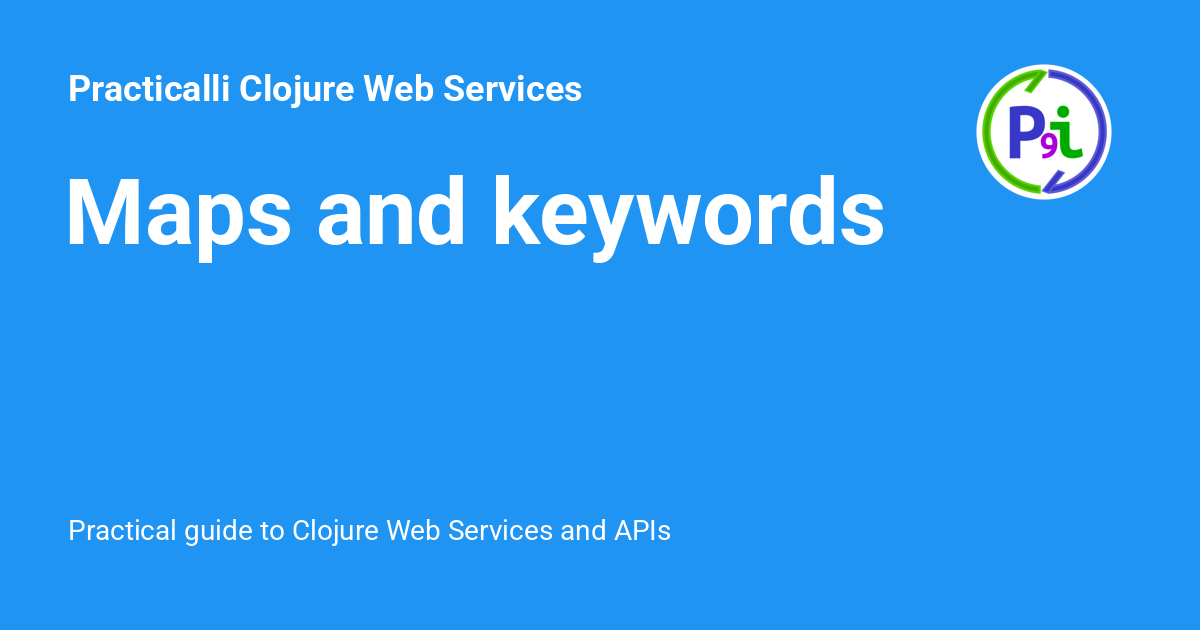 Practicalli Clojure Web Services
P9i
Maps and keywords
Practical guide to Clojure Web Services and APIs